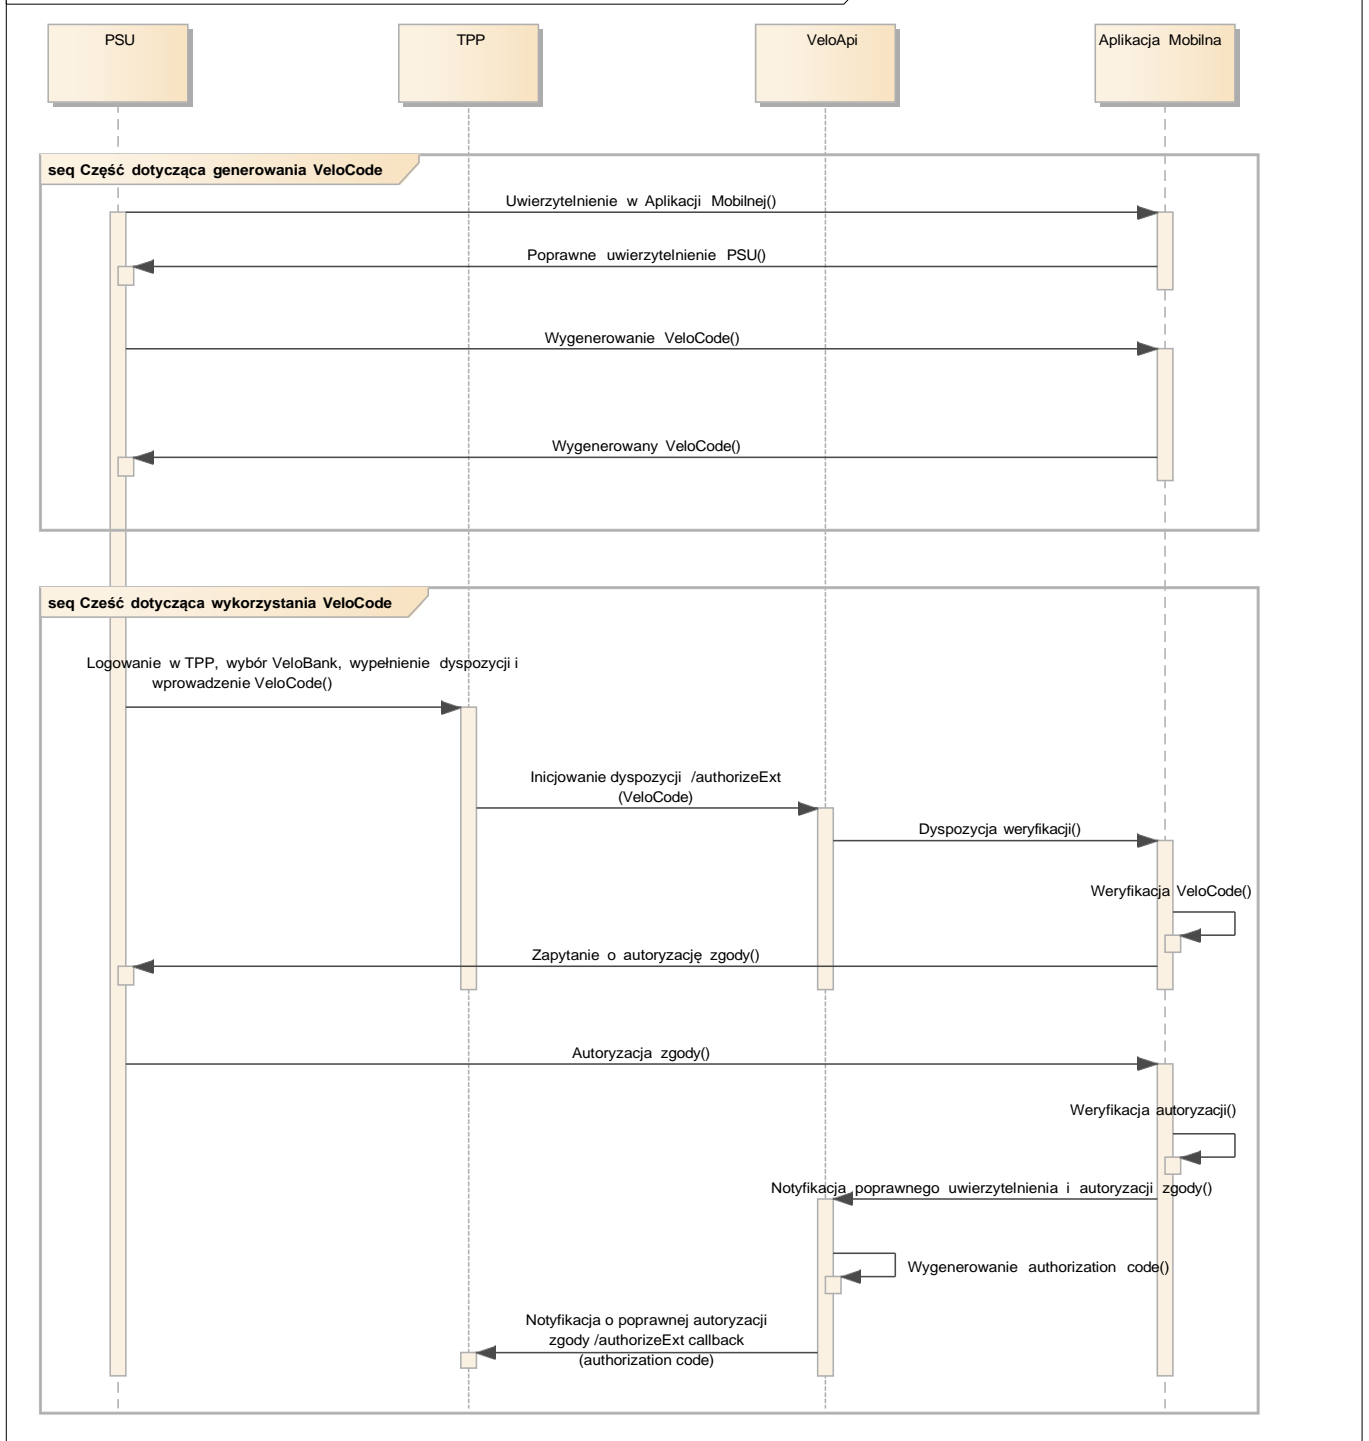 PSU
TPP
VeloApi
Aplikacja Mobilna
seq Część dotycząca generowania VeloCode
Uwierzytelnienie w Aplikacji Mobilnej()
Poprawne uwierzytelnienie PSU()
Wygenerowanie VeloCode()
Wygenerowany VeloCode()
seq Cześć dotycząca wykorzystania VeloCode
Logowanie w TPP, wybór VeloBank, wypełnienie dyspozycji i
wprowadzenie VeloCode()
Inicjowanie dyspozycji /authorizeExt
(VeloCode)
Dyspozycja weryfikacji()
Weryfikacja VeloCode()
Zapytanie o autoryzację zgody()
Autoryzacja zgody()
Weryfikacja autoryzacji()
Notyfikacja poprawnego uwierzytelnienia i autoryzacji zgody()
Wygenerowanie authorization code()
Notyfikacja o poprawnej autoryzacji
zgody /authorizeExt callback
(authorization code)